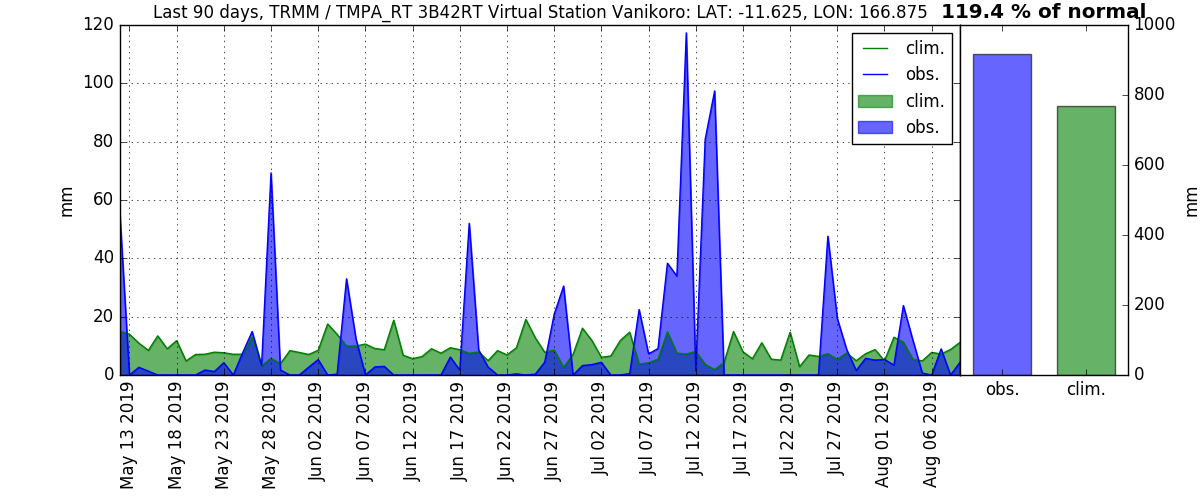 Last 90 days, TRMM / TMPA_RT 3B42RT Virtual Station Vanikoro: LAT: -11.625, LON: 166.875 119.4 % of normal
120
100
80
60
40
20
0
mm
clim.
obs.
clim.
obs.
1000
800
600
400
200
0
mm
May 13 2019
May 18 2019
May 23 2019
May 28 2019
Jun 02 2019
Jun 07 2019
Jun 12 2019
Jun 17 2019
Jun 22 2019
Jun 27 2019
Jul 02 2019
Jul 07 2019
Jul 12 2019
Jul 17 2019
Jul 22 2019
Jul 27 2019
Aug 01 2019
Aug 06 2019
obs.
clim.